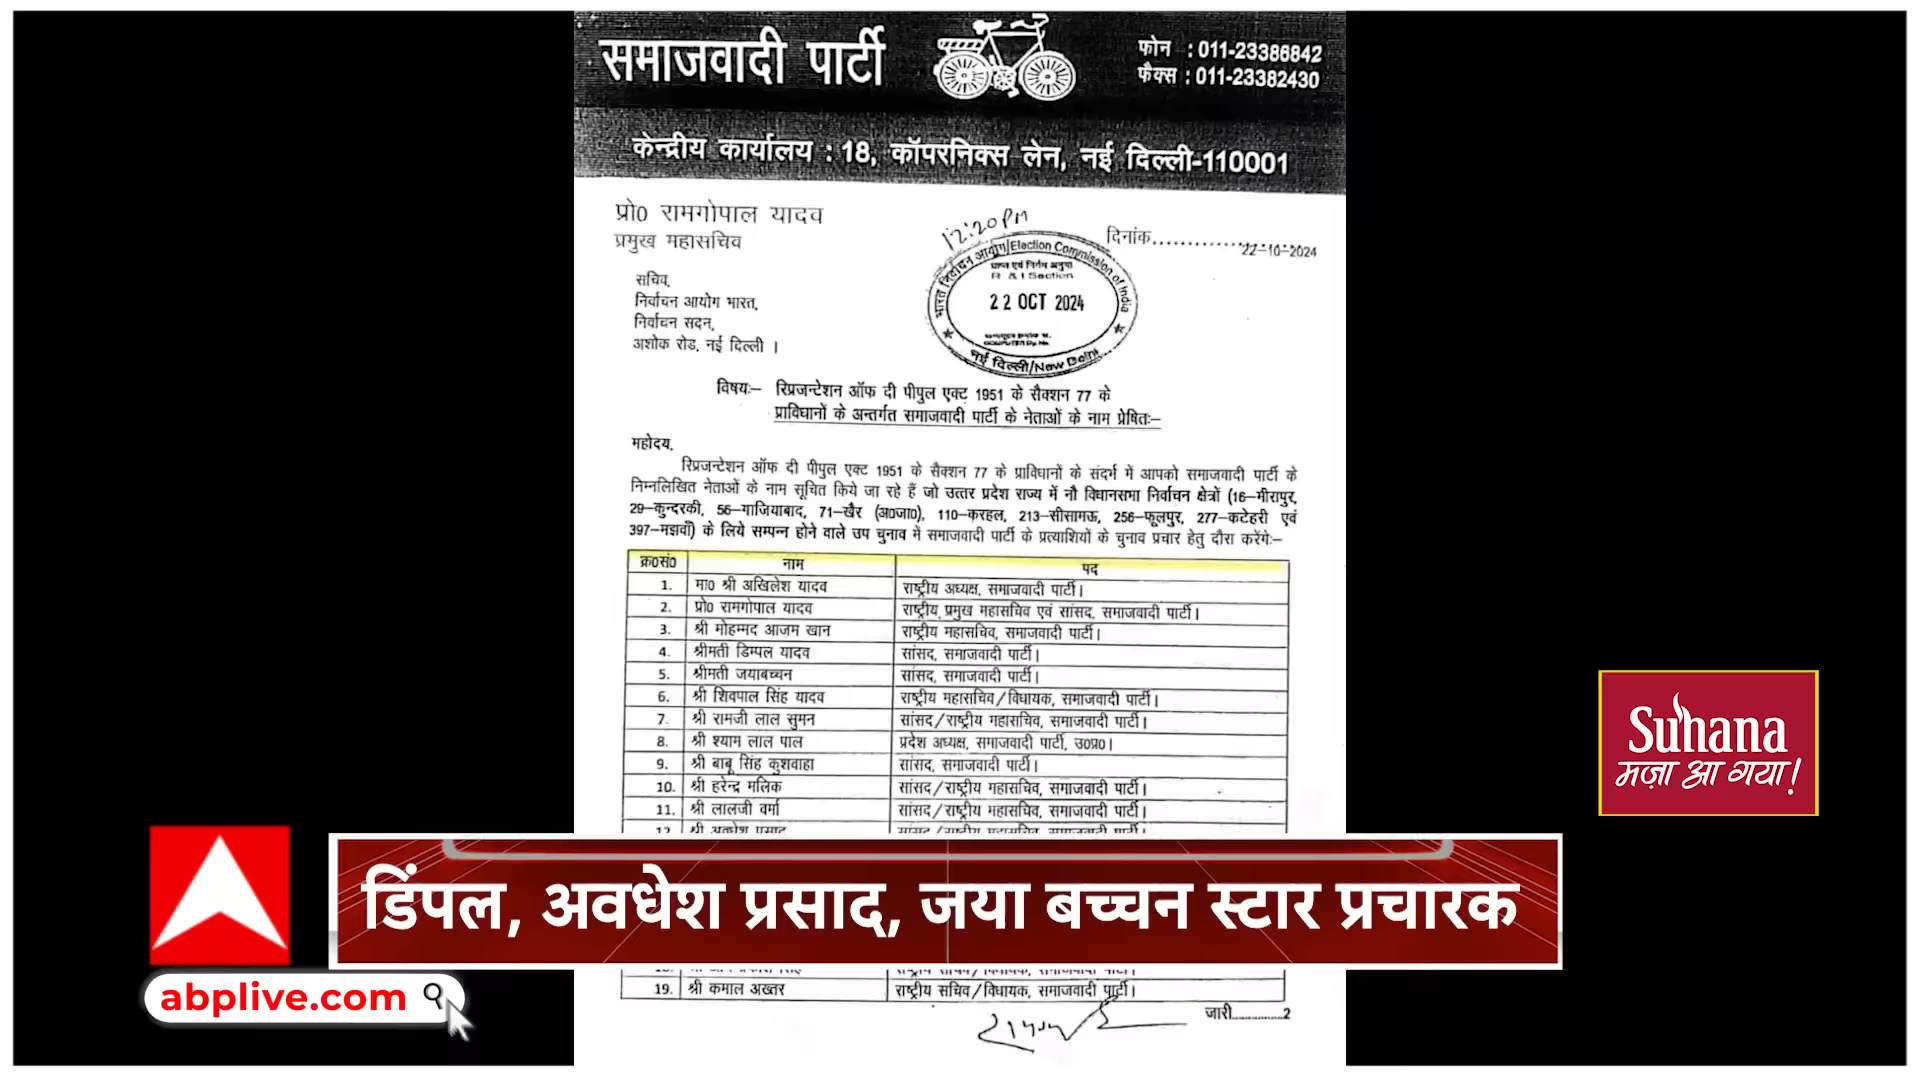 समाजवादी पार्टी
फोन : 011-23386842
फैक्स : 011-23382430
केन्द्रीय कार्यालय : 18, कॉपरनिक्स लेन, नई दिल्ली-110001
प्रो0 रामगोपाल यादव
प्रमुख महासचिव
12:20 PM
दिनांक
22-10-2024
भारत निर्वाचन आयोग/Election Commission of India
R & I Section
22 OCT 2024
नई दिल्ली/New Delhi
सचिव,
निर्वाचन आयोग भारत,
निर्वाचन सदन,
अशोक रोड, नई दिल्ली ।
विषयः– रिप्रजन्टेशन ऑफ दी पीपुल एक्ट 1951 के सैक्शन 77 के
प्राविधानों के अन्तर्गत समाजवादी पार्टी के नेताओं के नाम प्रेषितः–
महोदय,
रिप्रजन्टेशन ऑफ दी पीपुल एक्ट 1951 के सैक्शन 77 के प्राविधानों के संदर्भ में आपको समाजवादी पार्टी के
निम्नलिखित नेताओं के नाम सूचित किये जा रहे हैं जो उत्तर प्रदेश राज्य में नौ विधानसभा निर्वाचन क्षेत्रों (16–मीरापुर,
29–कुन्दरकी, 56–गाजियाबाद, 71–खैर (अ0जा0), 110–करहल, 213–सीसामऊ, 256–फूलपुर, 277–कटेहरी एवं
397–मझवॉं) के लिये सम्पन्न होने वाले उप चुनाव में समाजवादी पार्टी के प्रत्याशियों के चुनाव प्रचार हेतु दौरा करेंगेः–
क्र0सं0 नाम पद
1. मा0 श्री अखिलेश यादव राष्ट्रीय अध्यक्ष, समाजवादी पार्टी।
2. प्रो0 रामगोपाल यादव राष्ट्रीय प्रमुख महासचिव एवं सांसद, समाजवादी पार्टी।
3. श्री मोहम्मद आजम खान राष्ट्रीय महासचिव, समाजवादी पार्टी।
4. श्रीमती डिम्पल यादव सांसद, समाजवादी पार्टी।
5. श्रीमती जयाबच्चन सांसद, समाजवादी पार्टी।
6. श्री शिवपाल सिंह यादव राष्ट्रीय महासचिव/विधायक, समाजवादी पार्टी।
7. श्री रामजी लाल सुमन सांसद/राष्ट्रीय महासचिव, समाजवादी पार्टी।
8. श्री श्याम लाल पाल प्रदेश अध्यक्ष, समाजवादी पार्टी, उ0प्र0।
9. श्री बाबू सिंह कुशवाहा सांसद, समाजवादी पार्टी।
10. श्री हरेन्द्र मलिक सांसद/राष्ट्रीय महासचिव, समाजवादी पार्टी।
11. श्री लालजी वर्मा सांसद/राष्ट्रीय महासचिव, समाजवादी पार्टी।
डिंपल, अवधेश प्रसाद, जया बच्चन स्टार प्रचारक
19. श्री कमाल अख्तर राष्ट्रीय सचिव/विधायक, समाजवादी पार्टी।
जारी............2
Suhana
मज़ा आ गया!
abplive.com